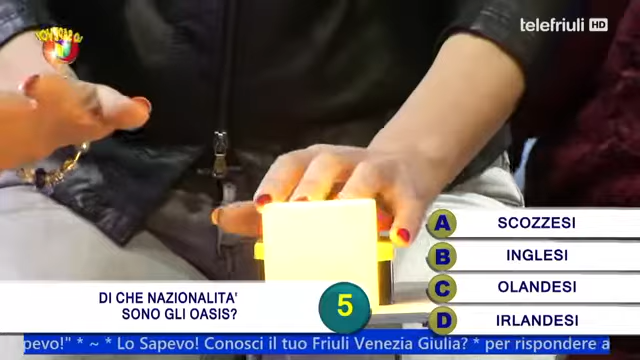 telefriuli HD
A SCOZZESI
B INGLESI
C OLANDESI
D IRLANDESI
DI CHE NAZIONALITA'
SONO GLI OASIS?
5
pevo!" * ~ * Lo Sapevo! Conosci il tuo Friuli Venezia Giulia? * per rispondere a